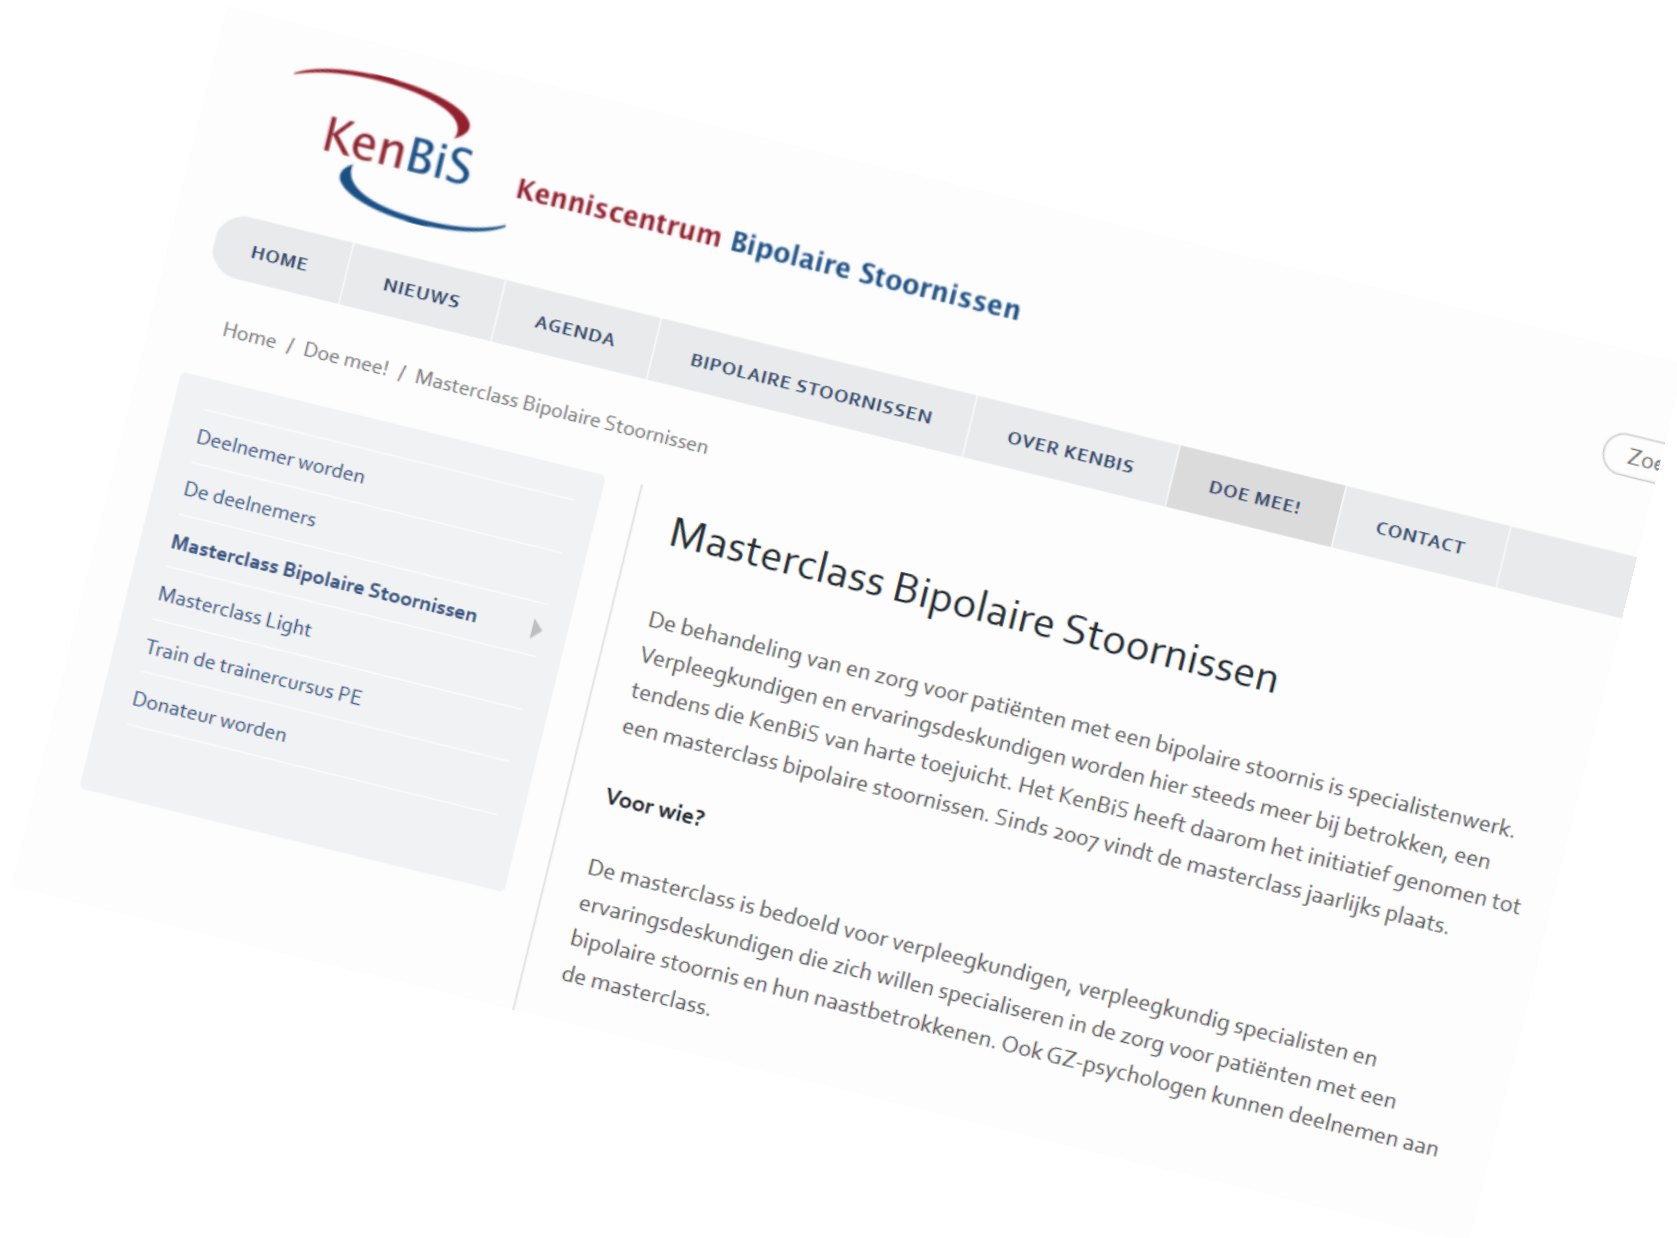 KenBiS
Kenniscentrum Bipolaire Stoornissen
HOME
NIEUWS
AGENDA
BIPOLAIRE STOORNISSEN
OVER KENBIS
DOE MEE!
CONTACT
Home / Doe mee! / Masterclass Bipolaire Stoornissen
Deelnemer worden
De deelnemers
Masterclass Bipolaire Stoornissen
Masterclass Light
Train de trainercursus PE
Donateur worden
Masterclass Bipolaire Stoornissen
De behandeling van en zorg voor patiënten met een bipolaire stoornis is specialistenwerk.
Verpleegkundigen en ervaringsdeskundigen worden hier steeds meer bij betrokken, een
tendens die KenBiS van harte toejuicht. Het KenBiS heeft daarom het initiatief genomen tot
een masterclass bipolaire stoornissen. Sinds 2007 vindt de masterclass jaarlijks plaats.
Voor wie?
De masterclass is bedoeld voor verpleegkundigen, verpleegkundig specialisten en
ervaringsdeskundigen die zich willen specialiseren in de zorg voor patiënten met een
bipolaire stoornis en hun naastbetrokkenen. Ook GZ-psychologen kunnen deelnemen aan
de masterclass.